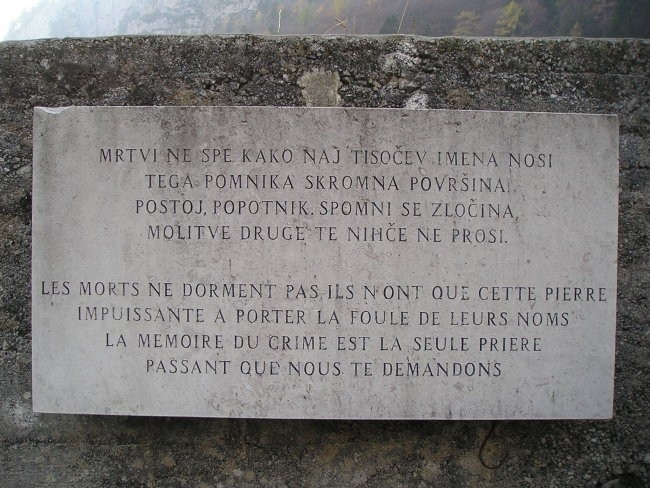 MRTVI NE SPE. KAKO NAJ TISOČEV IMENA NOSI
TEGA POMNIKA SKROMNA POVRŠINA.
POSTOJ, POPOTNIK. SPOMNI SE ZLOČINA,
MOLITVE DRUGE TE NIHČE NE PROSI.
LES MORTS NE DORMENT PAS, ILS N'ONT QUE CETTE PIERRE
IMPUISSANTE A PORTER LA FOULE DE LEURS NOMS
LA MEMOIRE DU CRIME EST LA SEULE PRIERE
PASSANT QUE NOUS TE DEMANDONS